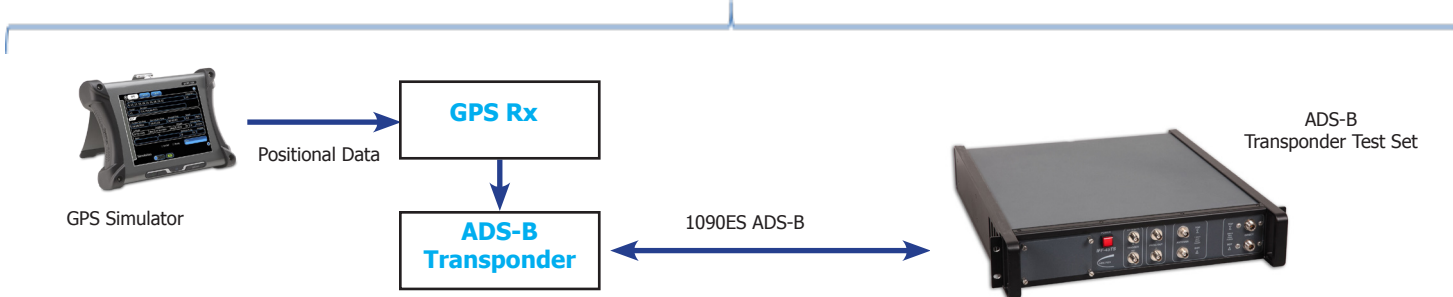 GPS Rx
ADS-B
Transponder Test Set
Positional Data
GPS Simulator
ADS-B
Transponder
1090ES ADS-B